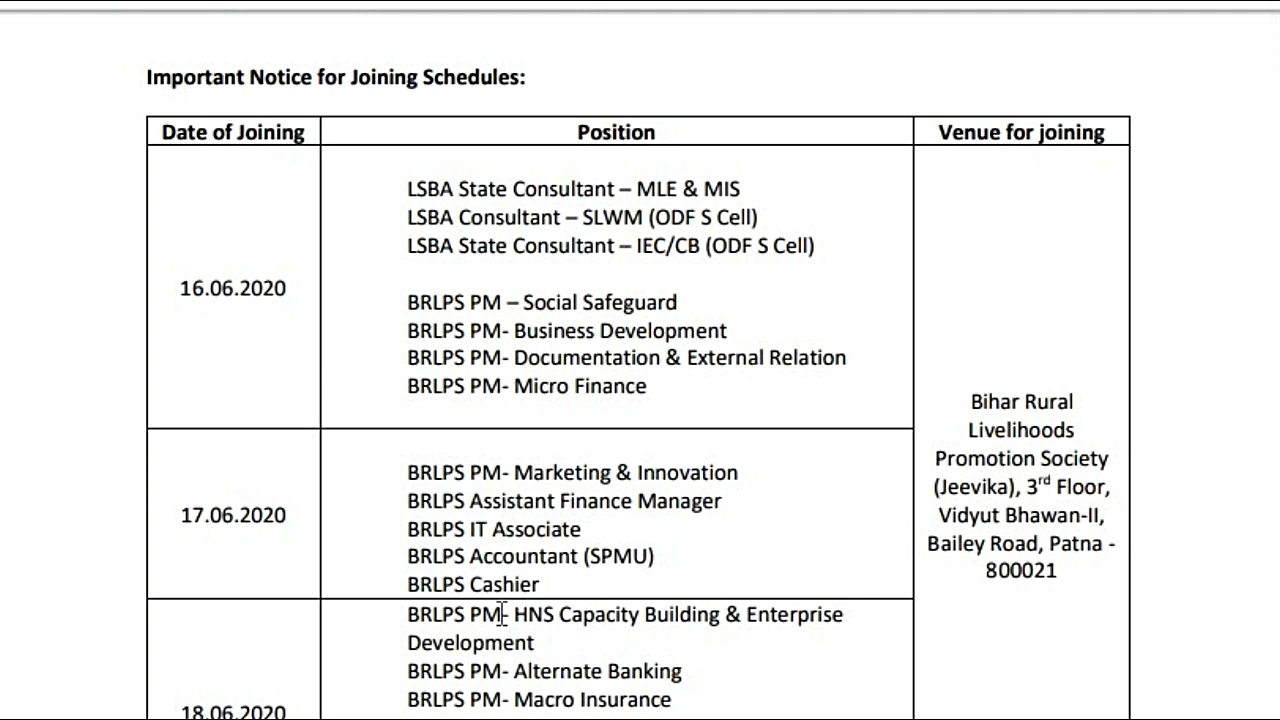 Important Notice for Joining Schedules:
Date of Joining
Position
Venue for joining
16.06.2020
LSBA State Consultant – MLE & MIS
LSBA Consultant – SLWM (ODF S Cell)
LSBA State Consultant – IEC/CB (ODF S Cell)
BRLPS PM – Social Safeguard
BRLPS PM- Business Development
BRLPS PM- Documentation & External Relation
BRLPS PM- Micro Finance
17.06.2020
BRLPS PM- Marketing & Innovation
BRLPS Assistant Finance Manager
BRLPS IT Associate
BRLPS Accountant (SPMU)
BRLPS Cashier
18.06.2020
BRLPS PM- HNS Capacity Building & Enterprise
Development
BRLPS PM- Alternate Banking
BRLPS PM- Macro Insurance
Bihar Rural
Livelihoods
Promotion Society
(Jeevika), 3rd Floor,
Vidyut Bhawan-II,
Bailey Road, Patna -
800021